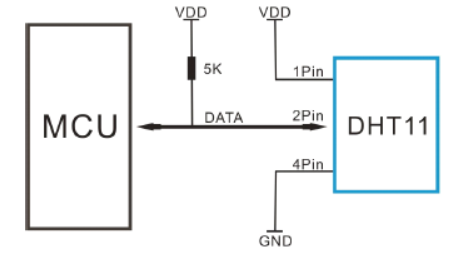 VDD VDD
5K
1Pin
MCU
DATA
2Pin
DHT11
4Pin
GND